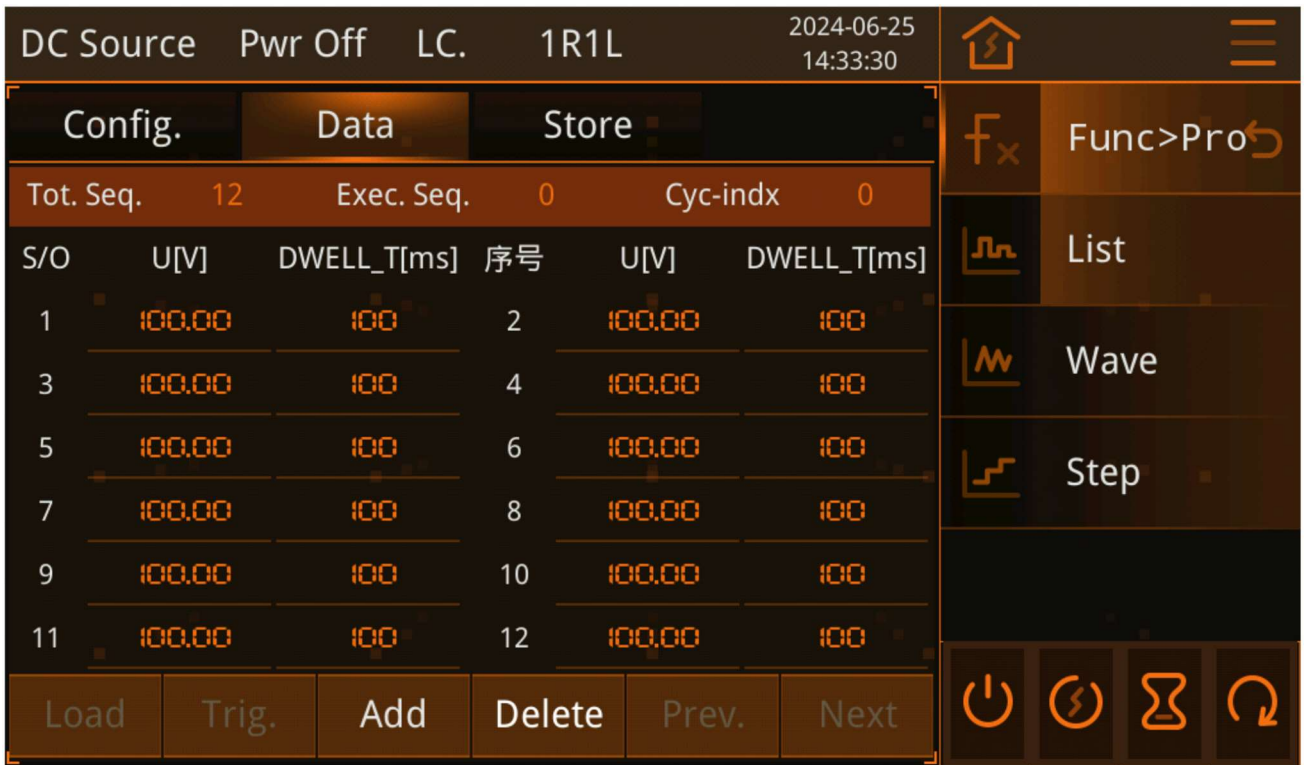 DC Source Pwr Off LC. 1R1L 2024-06-25
14:33:30
Config. Data Store
Func>Pro
Tot. Seq. 12 Exec. Seq. 0 Cyc-indx 0
S/O U[V] DWELL_T[ms] 序号 U[V] DWELL_T[ms]
List
1 100.00 100 2 100.00 100
Wave
3 100.00 100 4 100.00 100
5 100.00 100 6 100.00 100
Step
7 100.00 100 8 100.00 100
9 100.00 100 10 100.00 100
11 100.00 100 12 100.00 100
Load Trig. Add Delete Prev. Next